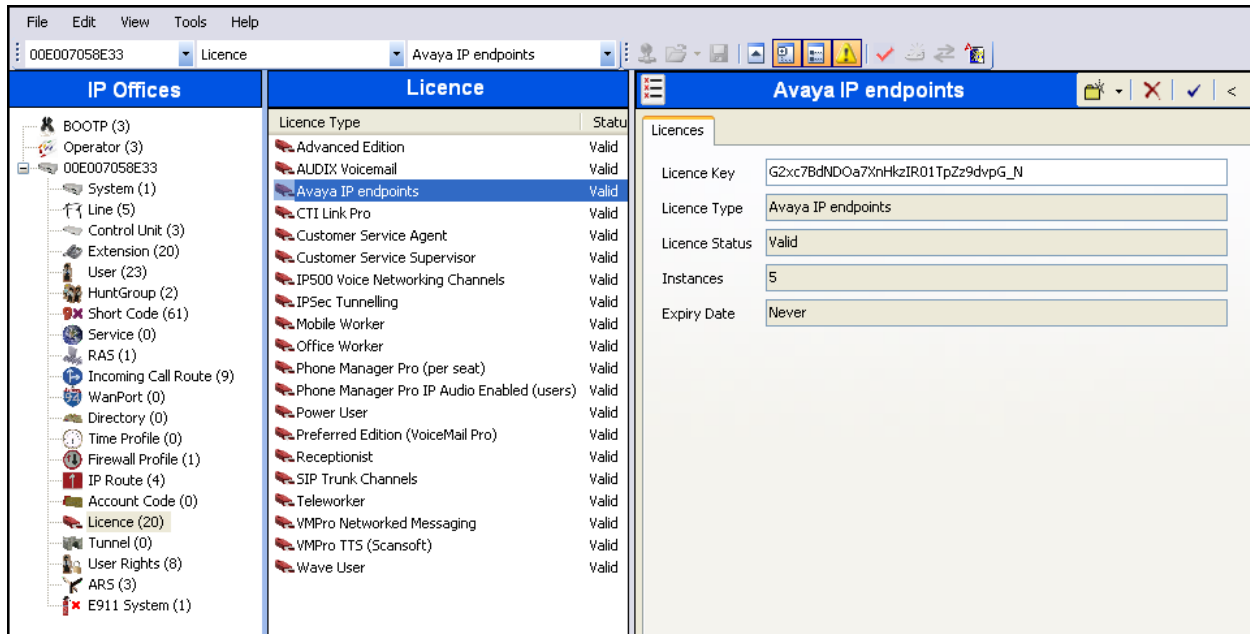 File Edit View Tools Help
00E007058E33 Licence Avaya IP endpoints
IP Offices
BOOTP (3)
Operator (3)
00E007058E33
System (1)
Line (5)
Control Unit (3)
Extension (20)
User (23)
HuntGroup (2)
Short Code (61)
Service (0)
RAS (1)
Incoming Call Route (9)
WanPort (0)
Directory (0)
Time Profile (0)
Firewall Profile (1)
IP Route (4)
Account Code (0)
Licence (20)
Tunnel (0)
User Rights (8)
ARS (3)
E911 System (1)
Licence
Licence Type Statu
Advanced Edition Valid
AUDIX Voicemail Valid
Avaya IP endpoints Valid
CTI Link Pro Valid
Customer Service Agent Valid
Customer Service Supervisor Valid
IP500 Voice Networking Channels Valid
IPSec Tunnelling Valid
Mobile Worker Valid
Office Worker Valid
Phone Manager Pro (per seat) Valid
Phone Manager Pro IP Audio Enabled (users) Valid
Power User Valid
Preferred Edition (VoiceMail Pro) Valid
Receptionist Valid
SIP Trunk Channels Valid
Teleworker Valid
VMPro Networked Messaging Valid
VMPro TTS (Scansoft) Valid
Wave User Valid
Avaya IP endpoints
Licences
Licence Key G2xc7BdNDOa7XnHkzIR01TpZz9dvpG_N
Licence Type Avaya IP endpoints
Licence Status Valid
Instances 5
Expiry Date Never